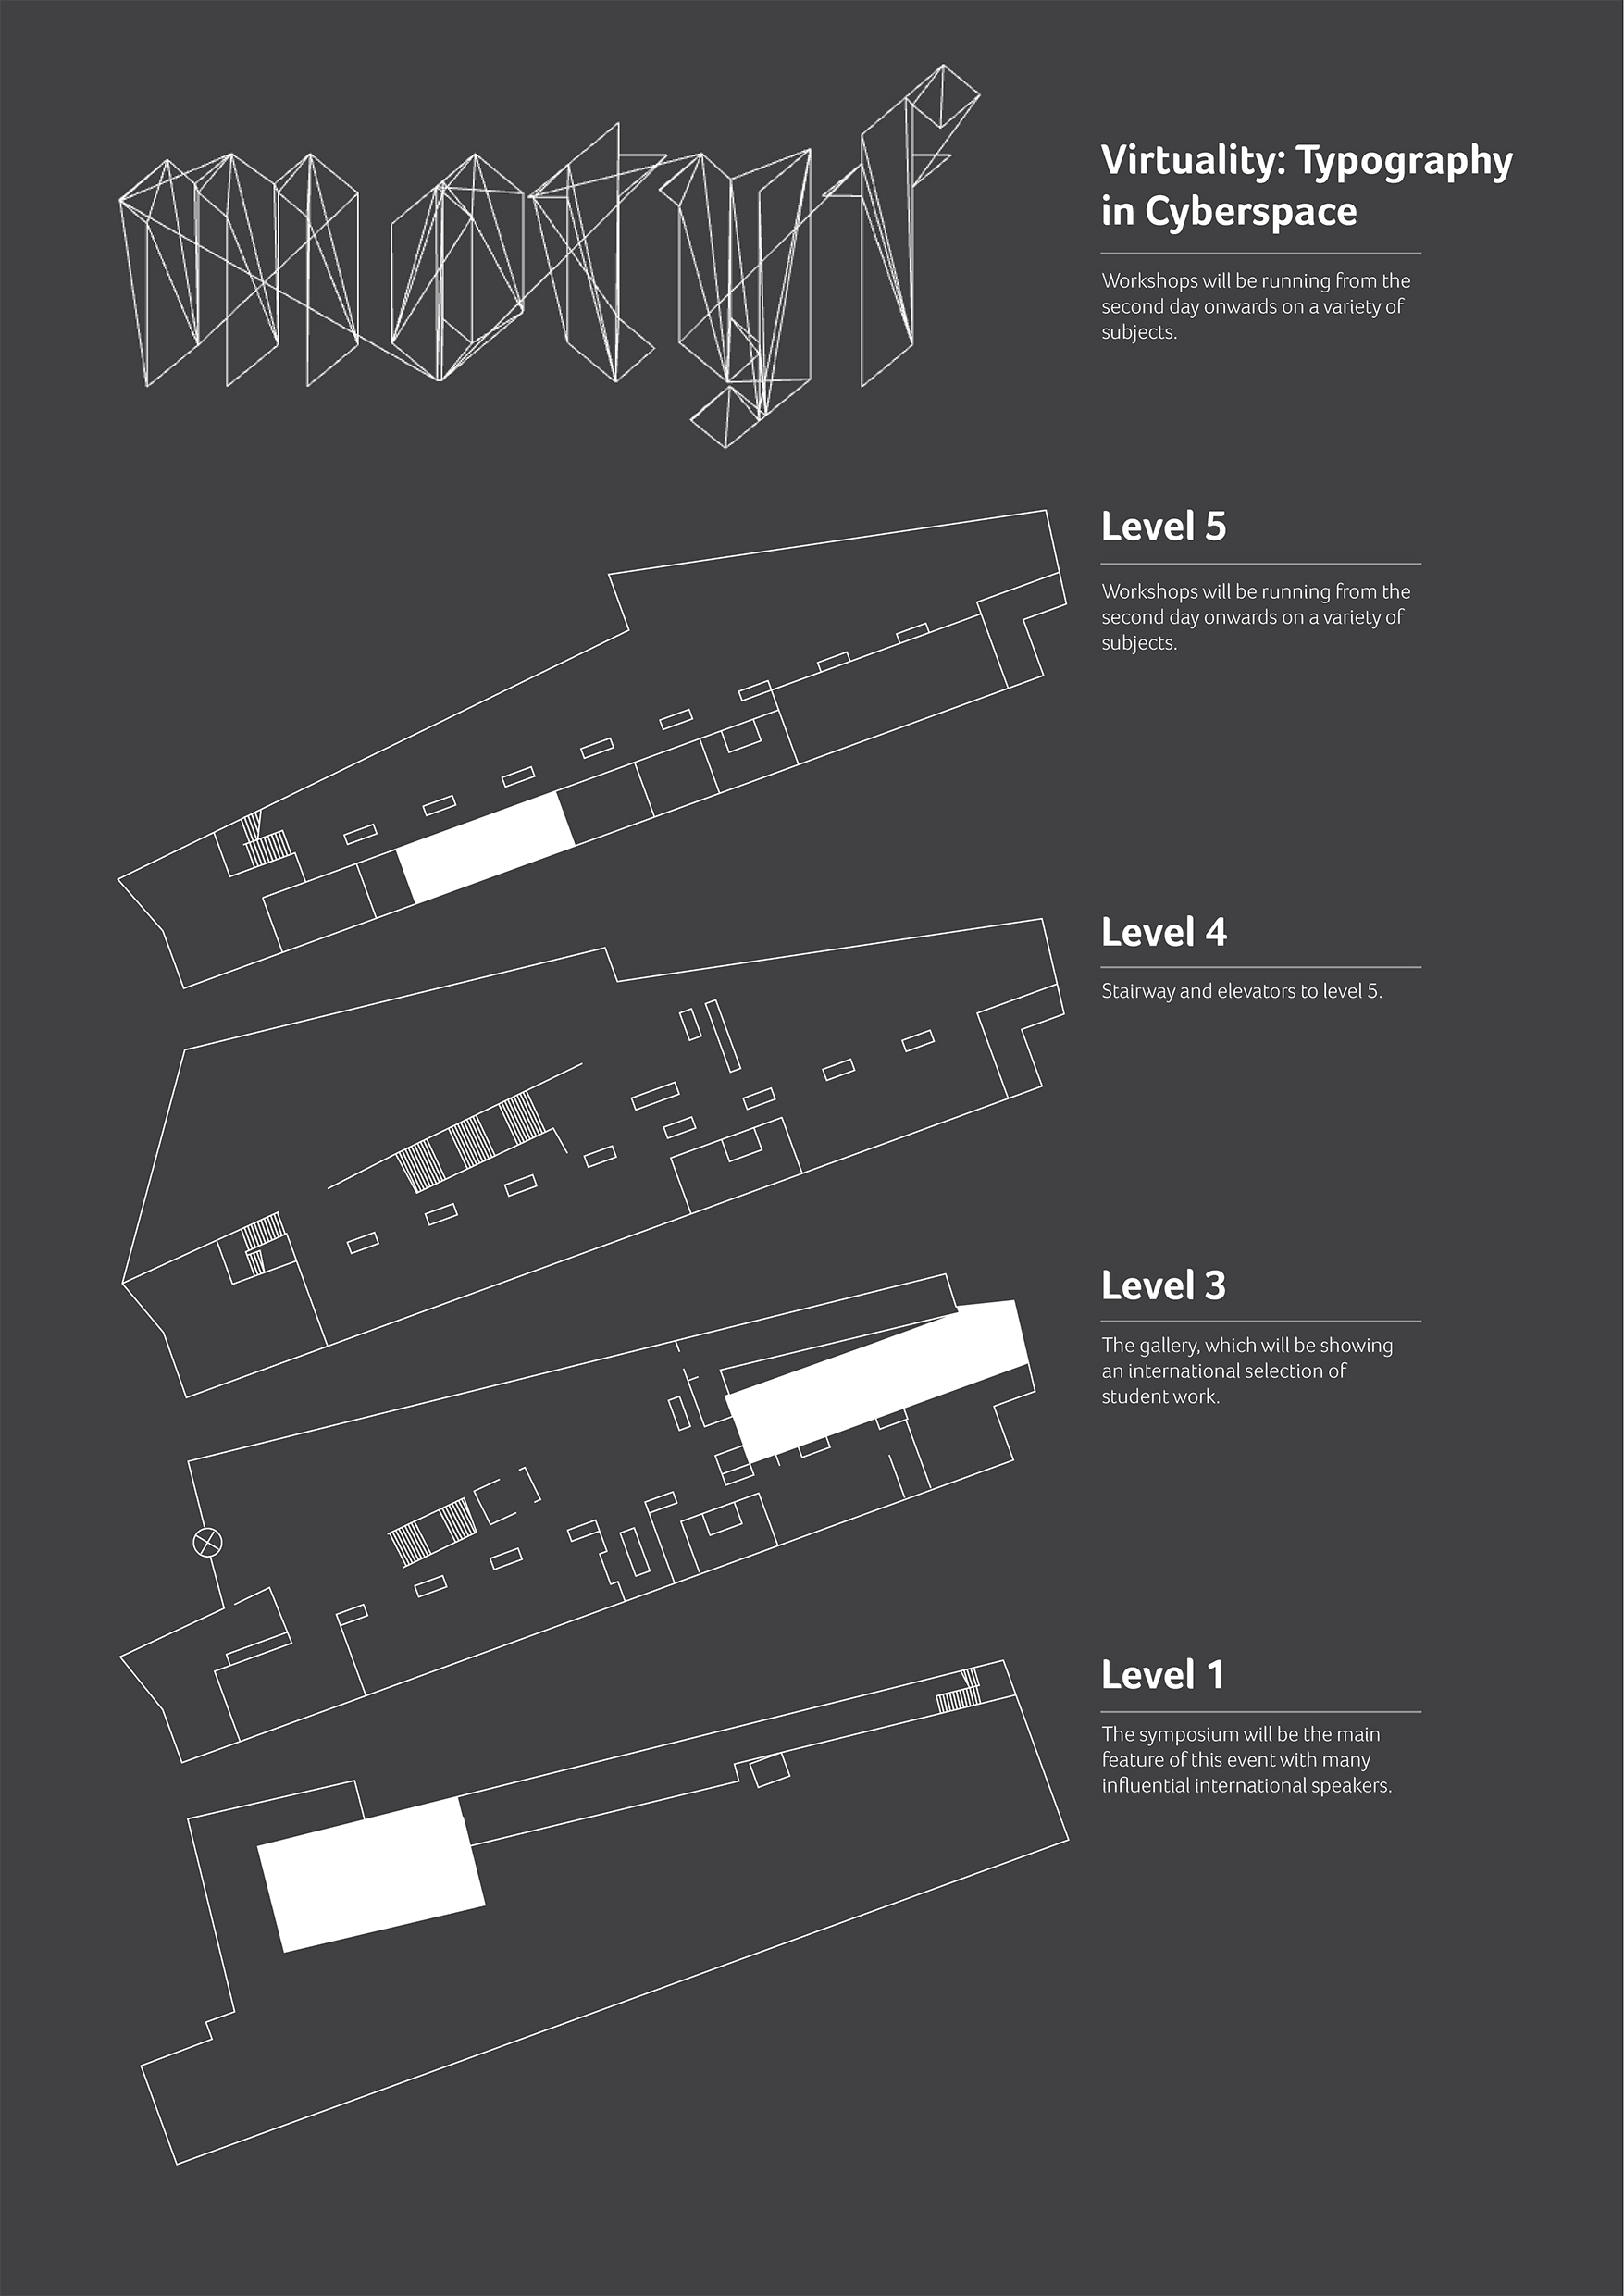 motyf
Virtuality: Typography
in Cyberspace
Workshops will be running from the
second day onwards on a variety of
subjects.
Level 5
Workshops will be running from the
second day onwards on a variety of
subjects.
Level 4
Stairway and elevators to level 5.
Level 3
The gallery, which will be showing
an international selection of
student work.
Level 1
The symposium will be the main
feature of this event with many
influential international speakers.